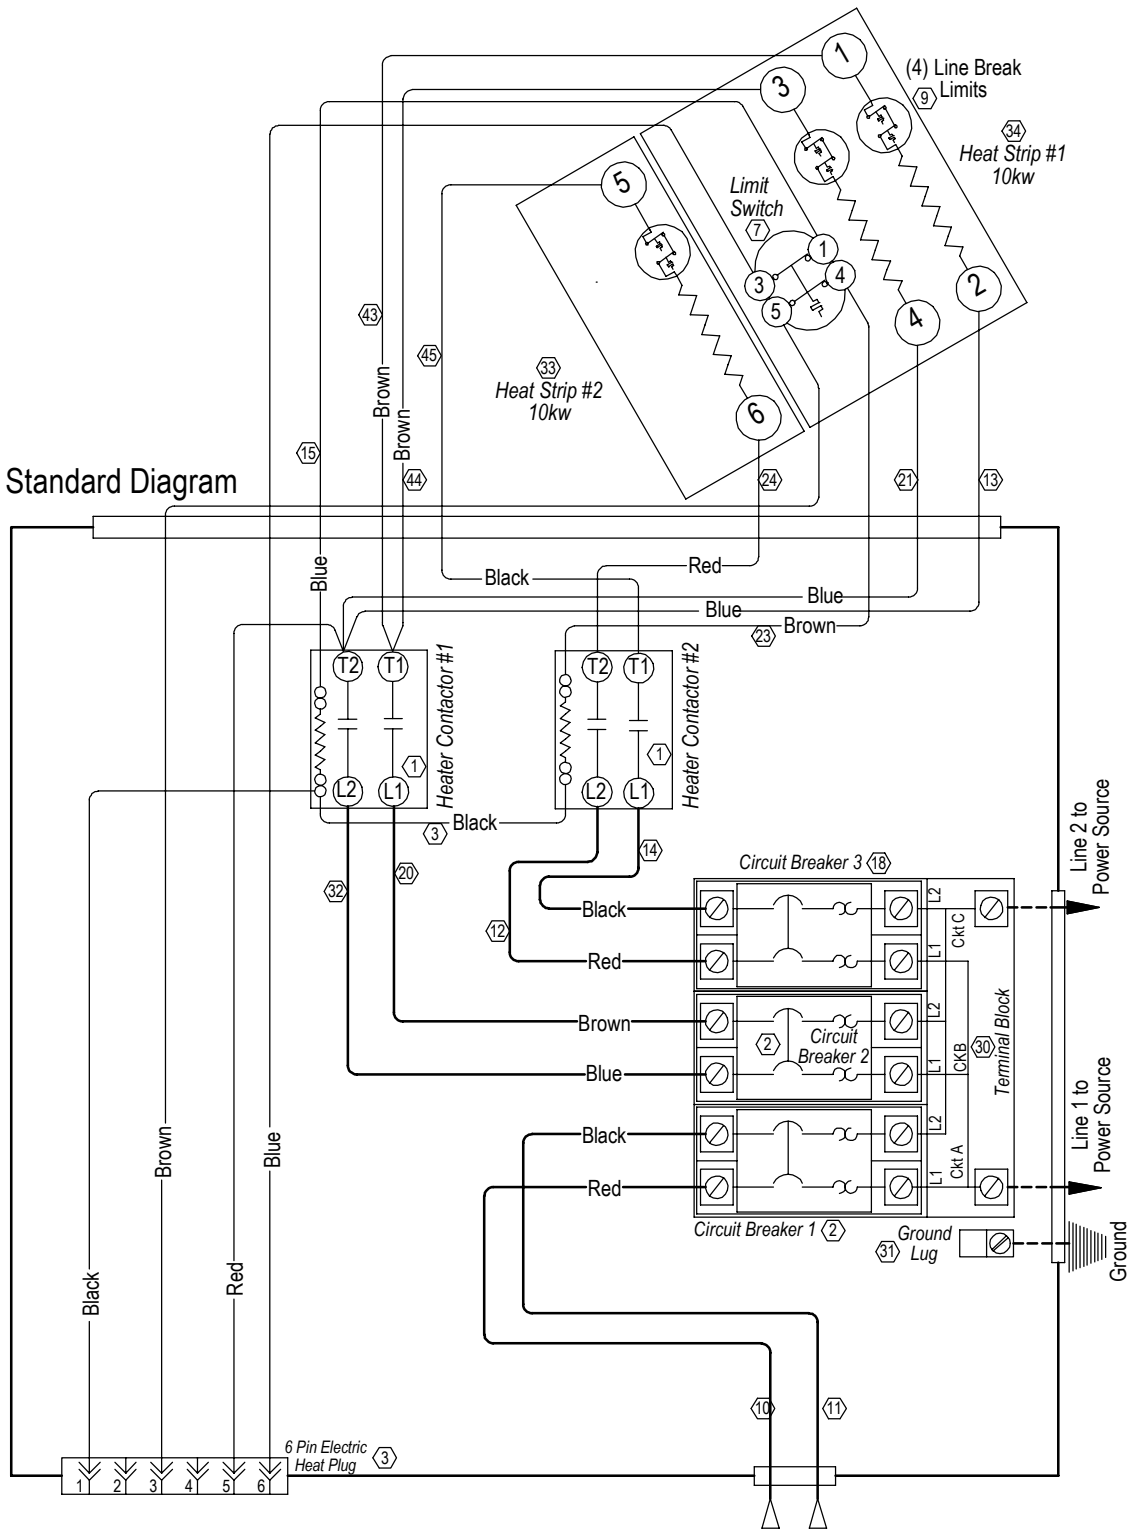 1
(4) Line Break
Limits
9
3
34
Heat Strip #1
10kw
5
Limit
Switch
7
1
4
3
5
2
4
43
45
33
Heat Strip #2
10kw
6
Brown
Brown
15
44
24
21
13
Standard Diagram
Blue
Black
Red
Blue
Blue
Brown
23
T2
T1
Heater Contactor #1
L2
L1
1
T2
T1
Heater Contactor #2
L2
L1
1
Black
3
14
32
20
12
Circuit Breaker 3
18
Line 2 to
Power Source
Black
Red
L2
L1
Ckt C
Brown
Blue
2
Circuit
Breaker 2
L2
L1
CKB
30
Terminal Block
Black
Red
L2
L1
Ckt A
Line 1 to
Power Source
Circuit Breaker 1
2
31
Ground
Lug
Ground
Brown
Blue
Black
Red
10
11
6 Pin Electric
Heat Plug
3
1 2 3 4 5 6